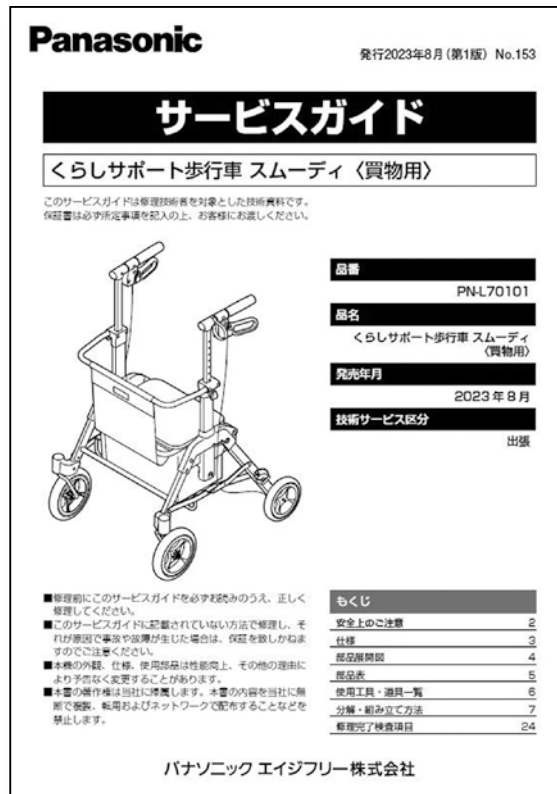 Panasonic
発行2023年8月(第1版) No.153
サービスガイド
くらしサポート歩行車 スムーディ〈買物用〉
このサービスガイドは修理技術者を対象とした技術資料です。
保証書は必ず所定事項を記入の上、お客様にお渡しください。
品番
PN-L70101
品名
くらしサポート歩行車 スムーディ
〈買物用〉
発売年月
2023年8月
技術サービス区分
出張
■修理前にこのサービスガイドを必ずお読みのうえ、正しく
修理してください。
■このサービスガイドに記載されていない方法で修理し、そ
れが原因で事故や故障が生じた場合は、保証を致しかねま
すのでご注意ください。
■本機の外観、仕様、使用部品は性能向上、その他の理由に
より予告なく変更することがあります。
■本書の著作権は当社に帰属します。本書の内容を当社に無
断で複製、転用およびネットワークで配布することなどを
禁止します。
もくじ
安全上のご注意 2
仕様 3
部品展開図 4
部品表 5
使用工具・道具一覧 6
分解・組み立て方法 7
修理完了検査項目 24
パナソニック エイジフリー株式会社